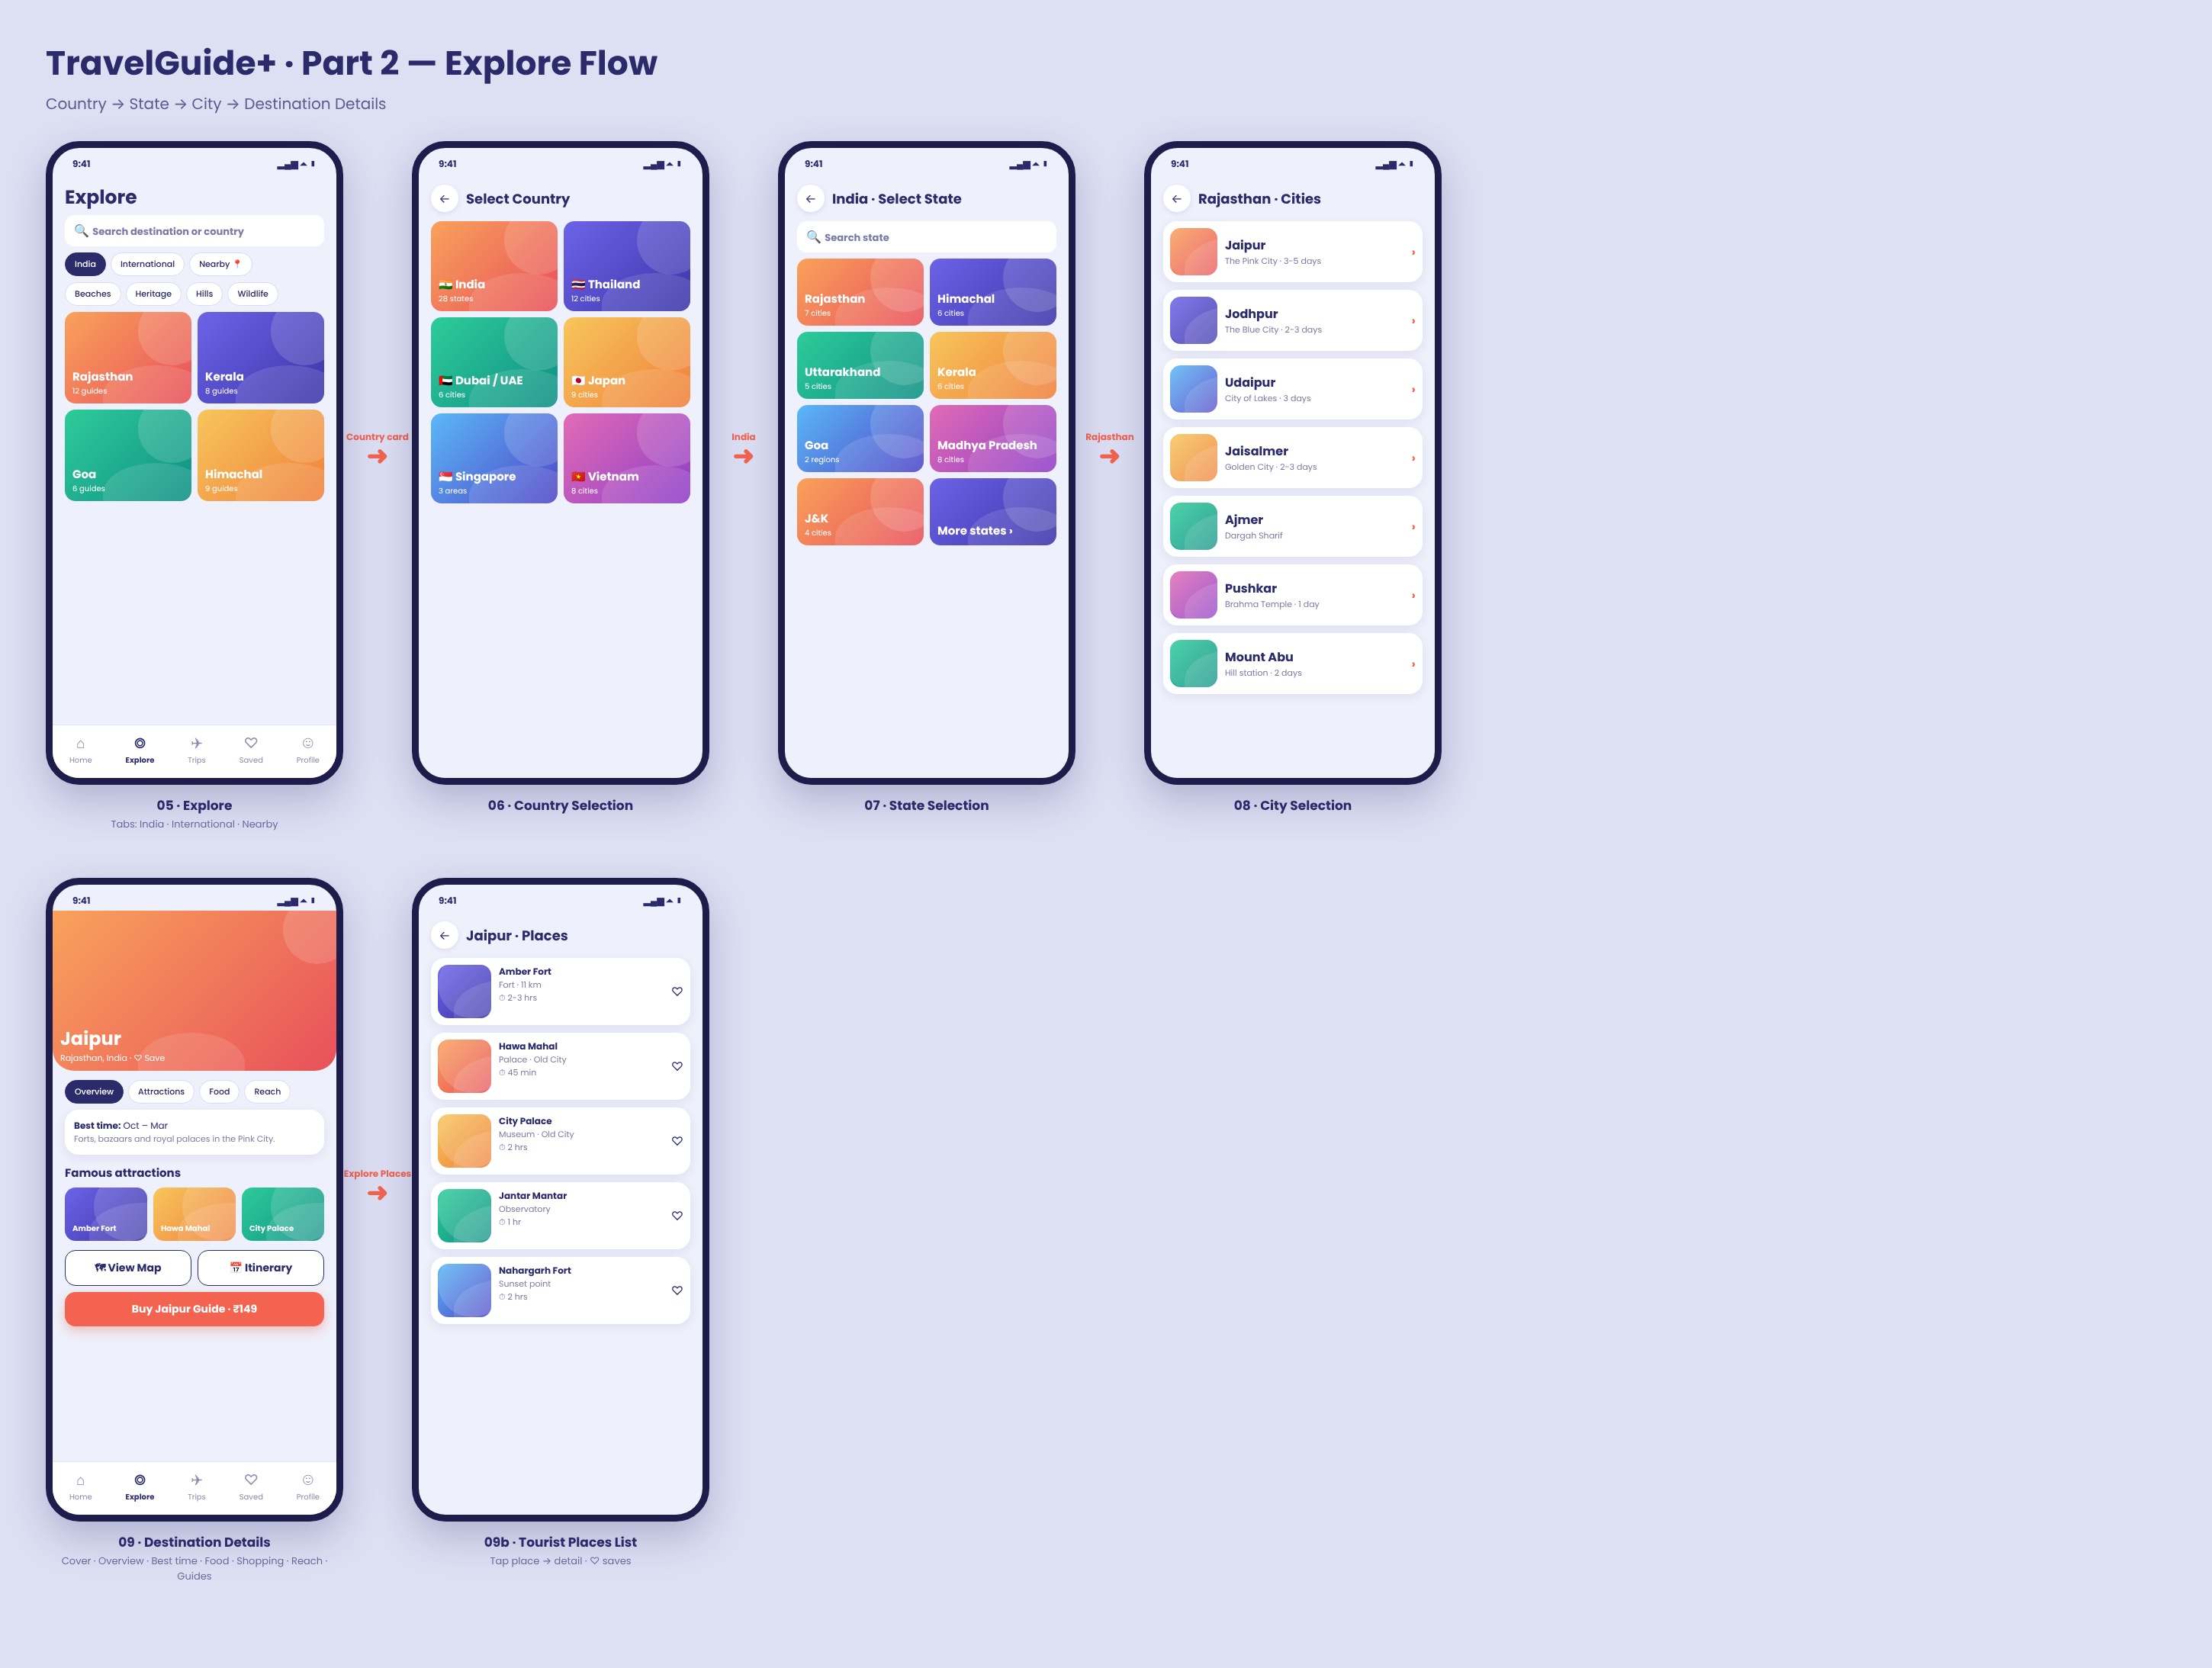 TravelGuide+ · Part 2 — Explore Flow
Country → State → City → Destination Details
9:41
Explore
🔍 Search destination or country
India International Nearby 📍
Beaches Heritage Hills Wildlife
Rajasthan
12 guides
Kerala
8 guides
Goa
6 guides
Himachal
9 guides
Home Explore Trips Saved Profile
05 · Explore
Tabs: India · International · Nearby
Country card
➜
9:41
← Select Country
🇮🇳 India
28 states
🇹🇭 Thailand
12 cities
🇦🇪 Dubai / UAE
6 cities
🇯🇵 Japan
9 cities
🇸🇬 Singapore
3 areas
🇻🇳 Vietnam
8 cities
06 · Country Selection
India
➜
9:41
← India · Select State
🔍 Search state
Rajasthan
7 cities
Himachal
6 cities
Uttarakhand
5 cities
Kerala
6 cities
Goa
2 regions
Madhya Pradesh
8 cities
J&K
4 cities
More states ›
07 · State Selection
Rajasthan
➜
9:41
← Rajasthan · Cities
Jaipur
The Pink City · 3-5 days
›
Jodhpur
The Blue City · 2-3 days
›
Udaipur
City of Lakes · 3 days
›
Jaisalmer
Golden City · 2-3 days
›
Ajmer
Dargah Sharif
›
Pushkar
Brahma Temple · 1 day
›
Mount Abu
Hill station · 2 days
›
08 · City Selection
9:41
Jaipur
Rajasthan, India · ♡ Save
Overview Attractions Food Reach
Best time: Oct – Mar
Forts, bazaars and royal palaces in the Pink City.
Famous attractions
Amber Fort Hawa Mahal City Palace
🗺 View Map 📅 Itinerary
Buy Jaipur Guide · ₹149
Home Explore Trips Saved Profile
09 · Destination Details
Cover · Overview · Best time · Food · Shopping · Reach ·
Guides
Explore Places
➜
9:41
← Jaipur · Places
Amber Fort
Fort · 11 km
⏱ 2-3 hrs
♡
Hawa Mahal
Palace · Old City
⏱ 45 min
♡
City Palace
Museum · Old City
⏱ 2 hrs
♡
Jantar Mantar
Observatory
⏱ 1 hr
♡
Nahargarh Fort
Sunset point
⏱ 2 hrs
♡
09b · Tourist Places List
Tap place → detail · ♡ saves